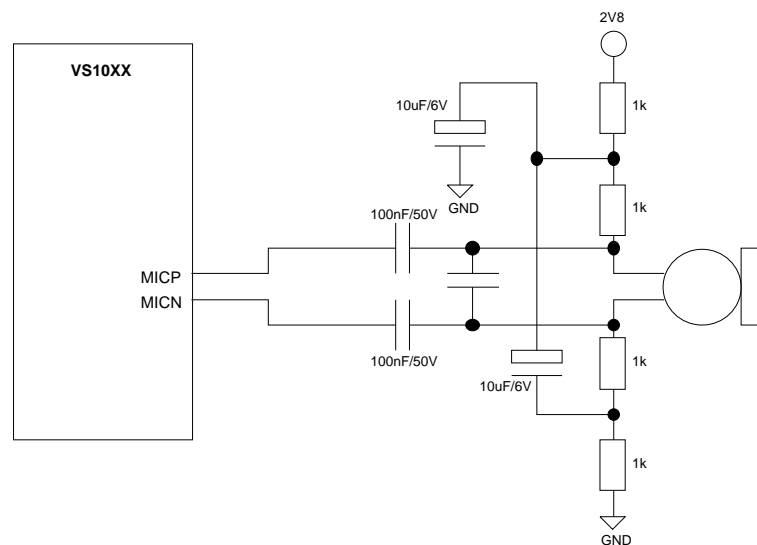 2V8
VS10XX
10uF/6V
1k
GND
1k
100nF/50V
MICP
MICN
100nF/50V
10uF/6V
1k
1k
GND